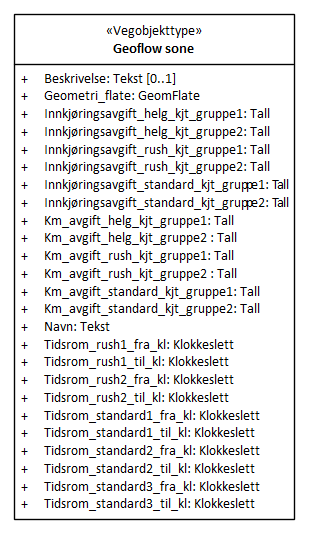 «Vegobjekttype»
Geoflow sone
+ Beskrivelse: Tekst [0..1]
+ Geometri_flate: GeomFlate
+ Innkjøringsavgift_helg_kjt_gruppe1: Tall
+ Innkjøringsavgift_helg_kjt_gruppe2: Tall
+ Innkjøringsavgift_rush_kjt_gruppe1: Tall
+ Innkjøringsavgift_rush_kjt_gruppe2: Tall
+ Innkjøringsavgift_standard_kjt_gruppe1: Tall
+ Innkjøringsavgift_standard_kjt_gruppe2: Tall
+ Km_avgift_helg_kjt_gruppe1: Tall
+ Km_avgift_helg_kjt_gruppe2 : Tall
+ Km_avgift_rush_kjt_gruppe1: Tall
+ Km_avgift_rush_kjt_gruppe2 : Tall
+ Km_avgift_standard_kjt_gruppe1: Tall
+ Km_avgift_standard_kjt_gruppe2: Tall
+ Navn: Tekst
+ Tidsrom_rush1_fra_kl: Klokkeslett
+ Tidsrom_rush1_til_kl: Klokkeslett
+ Tidsrom_rush2_fra_kl: Klokkeslett
+ Tidsrom_rush2_til_kl: Klokkeslett
+ Tidsrom_standard1_fra_kl: Klokkeslett
+ Tidsrom_standard1_til_kl: Klokkeslett
+ Tidsrom_standard2_fra_kl: Klokkeslett
+ Tidsrom_standard2_til_kl: Klokkeslett
+ Tidsrom_standard3_fra_kl: Klokkeslett
+ Tidsrom_standard3_til_kl: Klokkeslett